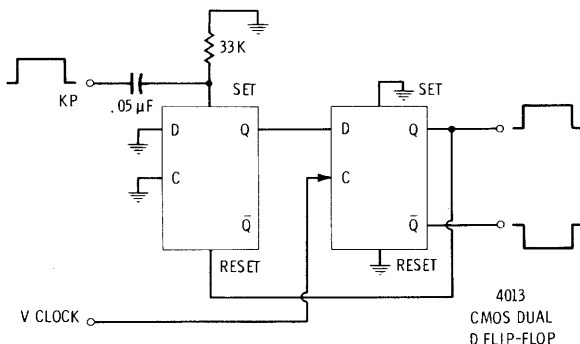 33K
KP
.05 µF
SET
SET
D
Q
D
Q
C
C
Q̅
Q̅
RESET
RESET
V CLOCK
4013
CMOS DUAL
D FLIP-FLOP